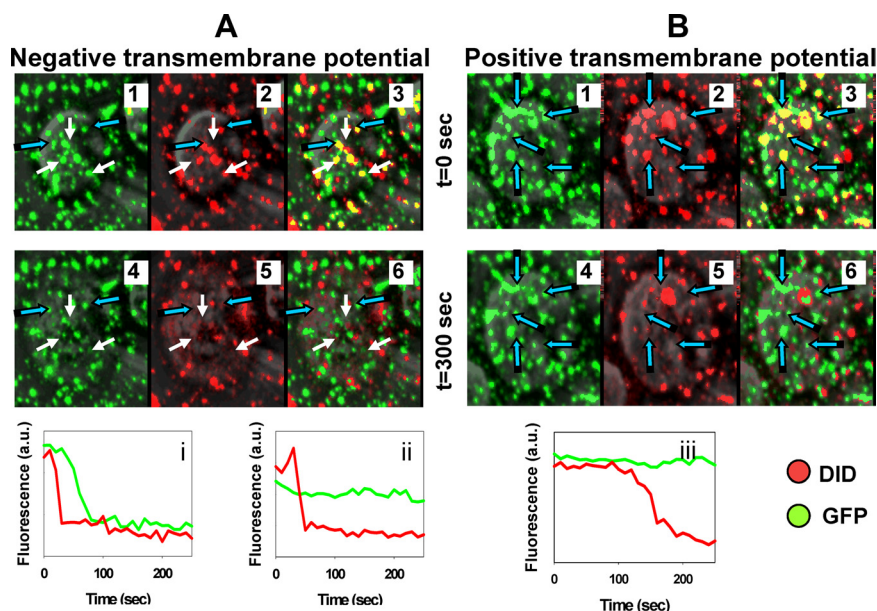 A
Negative transmembrane potential
1
2
3
4
5
6
B
Positive transmembrane potential
t=0 sec
1
2
3
t=300 sec
4
5
6
Fluorescence (a.u.)
i
0
100
200
Time (sec)
Fluorescence (a.u.)
ii
0
100
200
Time (sec)
Fluorescence (a.u.)
iii
0
100
200
Time (sec)
DID
GFP